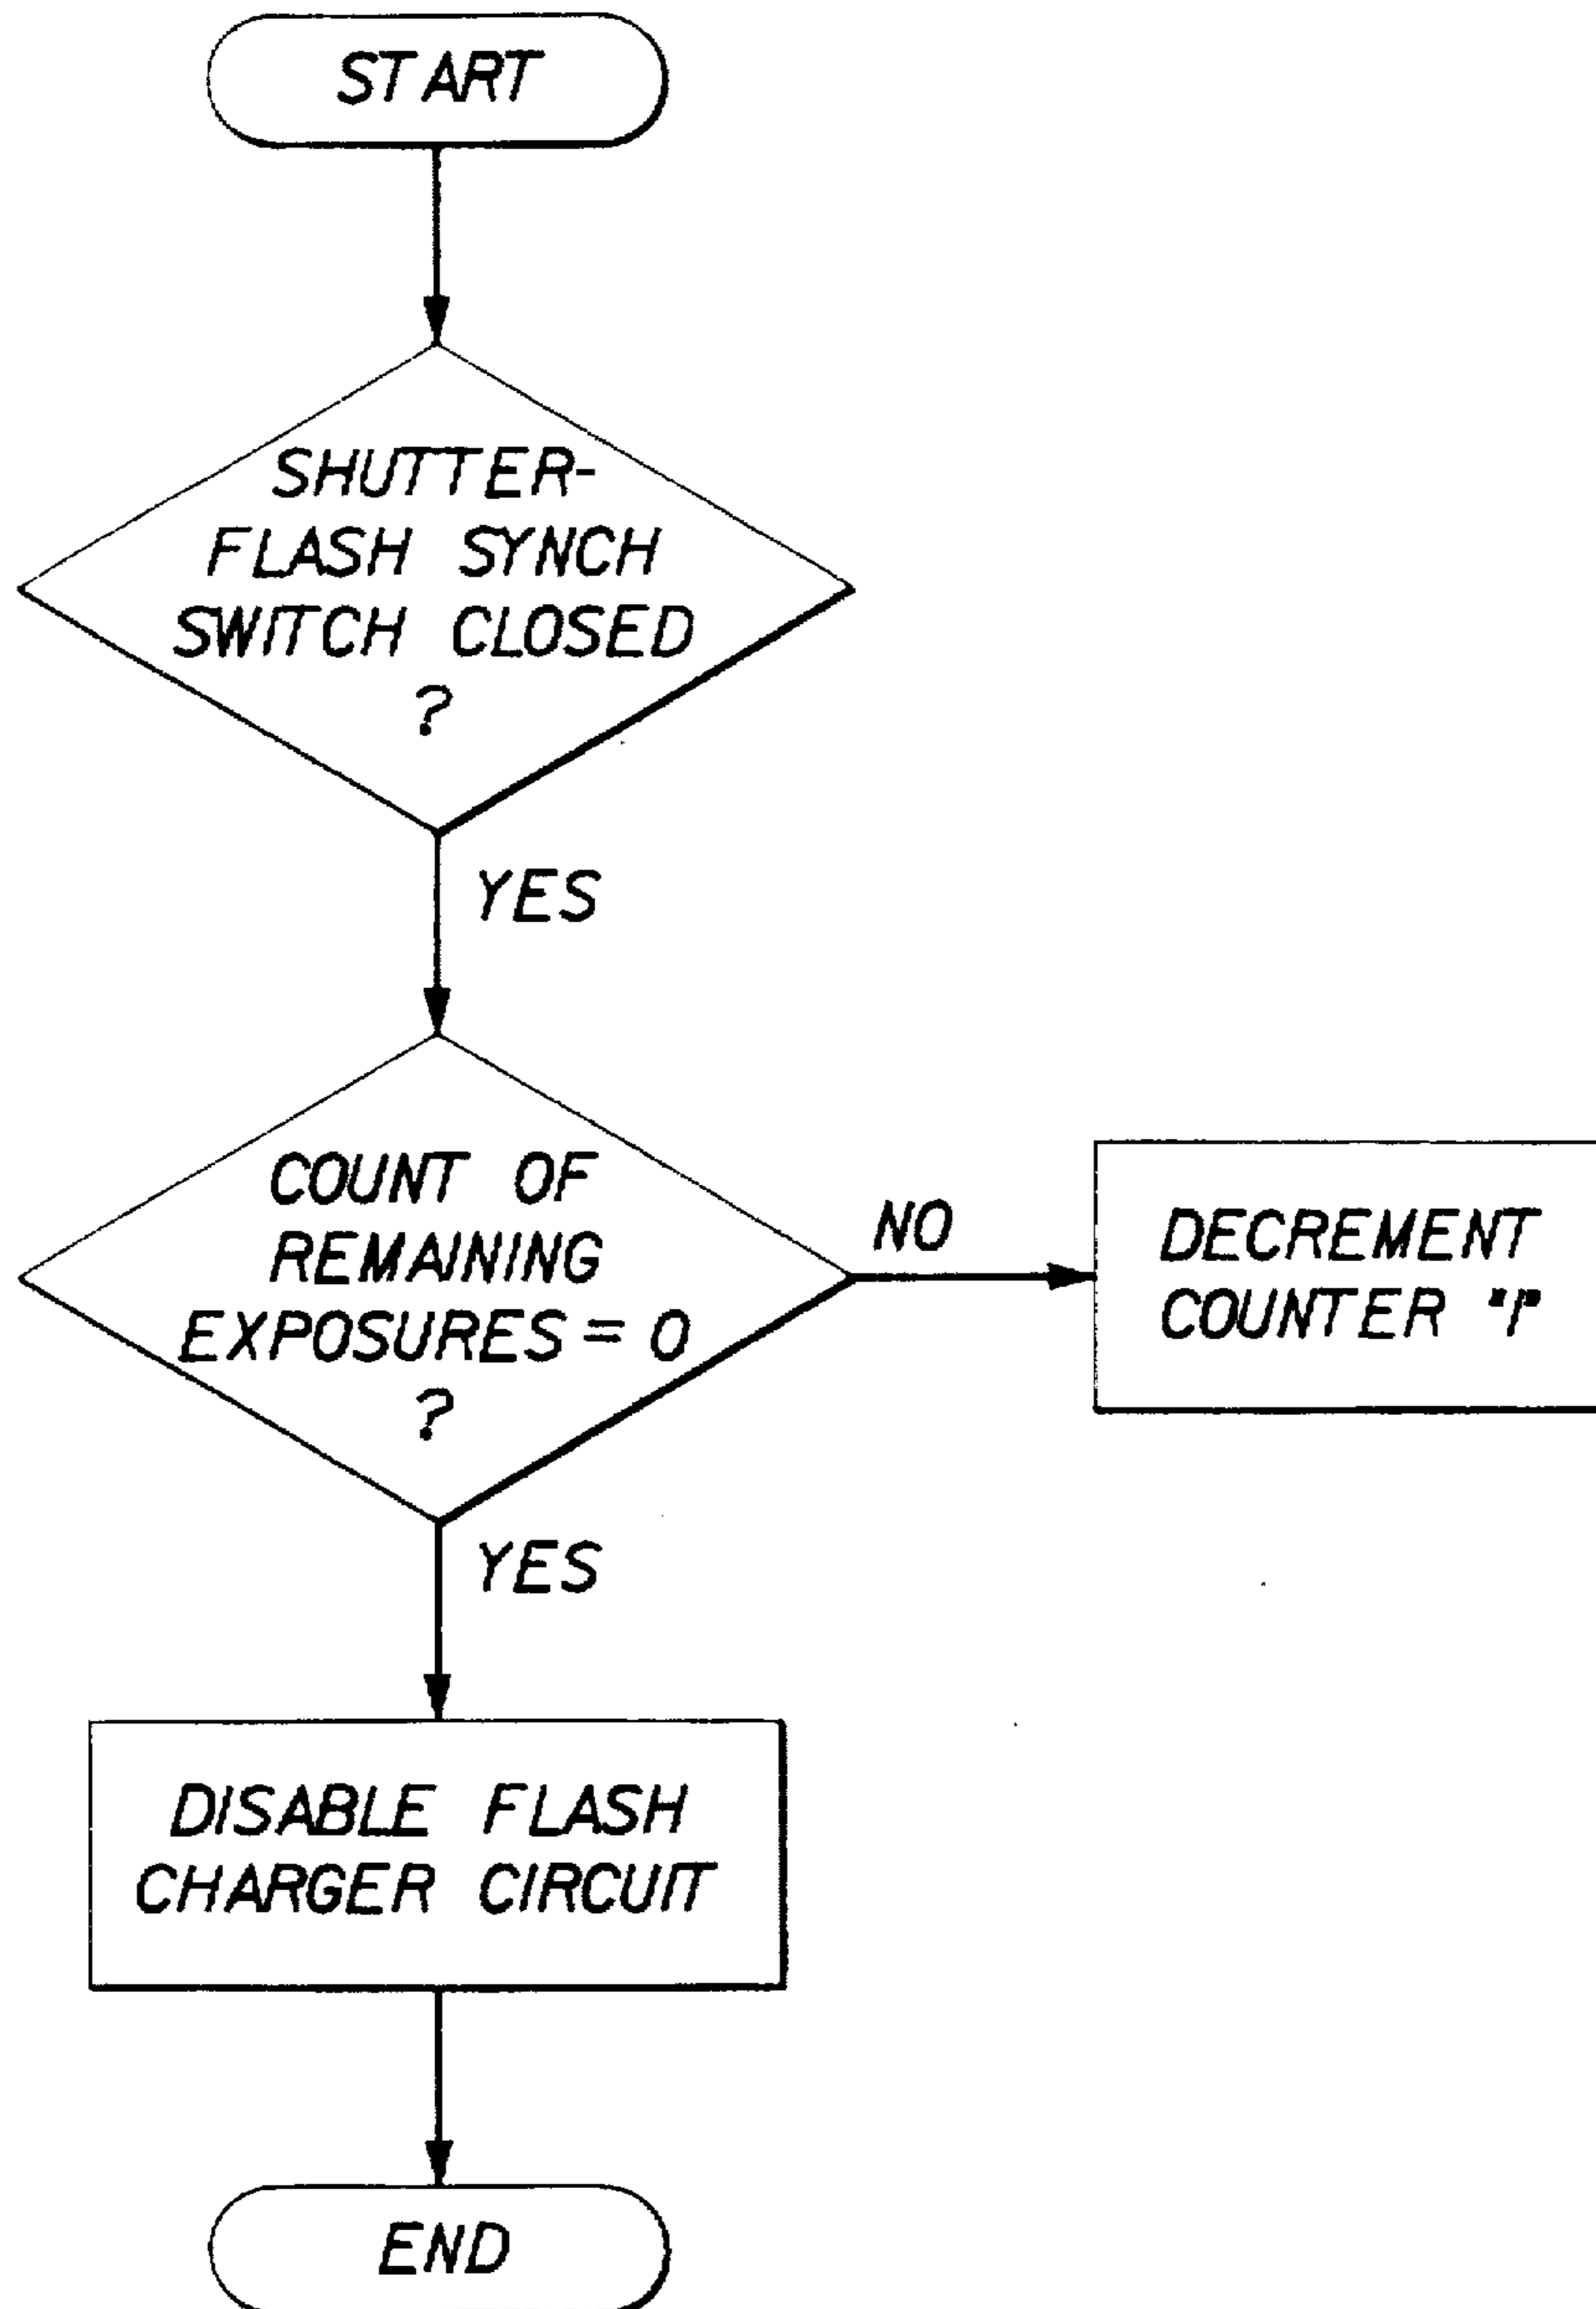 START
SHUTTER-
FLASH SYNCH
SWITCH CLOSED
?
YES
COUNT OF
REMAINING
EXPOSURES = 0
?
NO
DECREMENT
COUNTER "1"
YES
DISABLE FLASH
CHARGER CIRCUIT
END